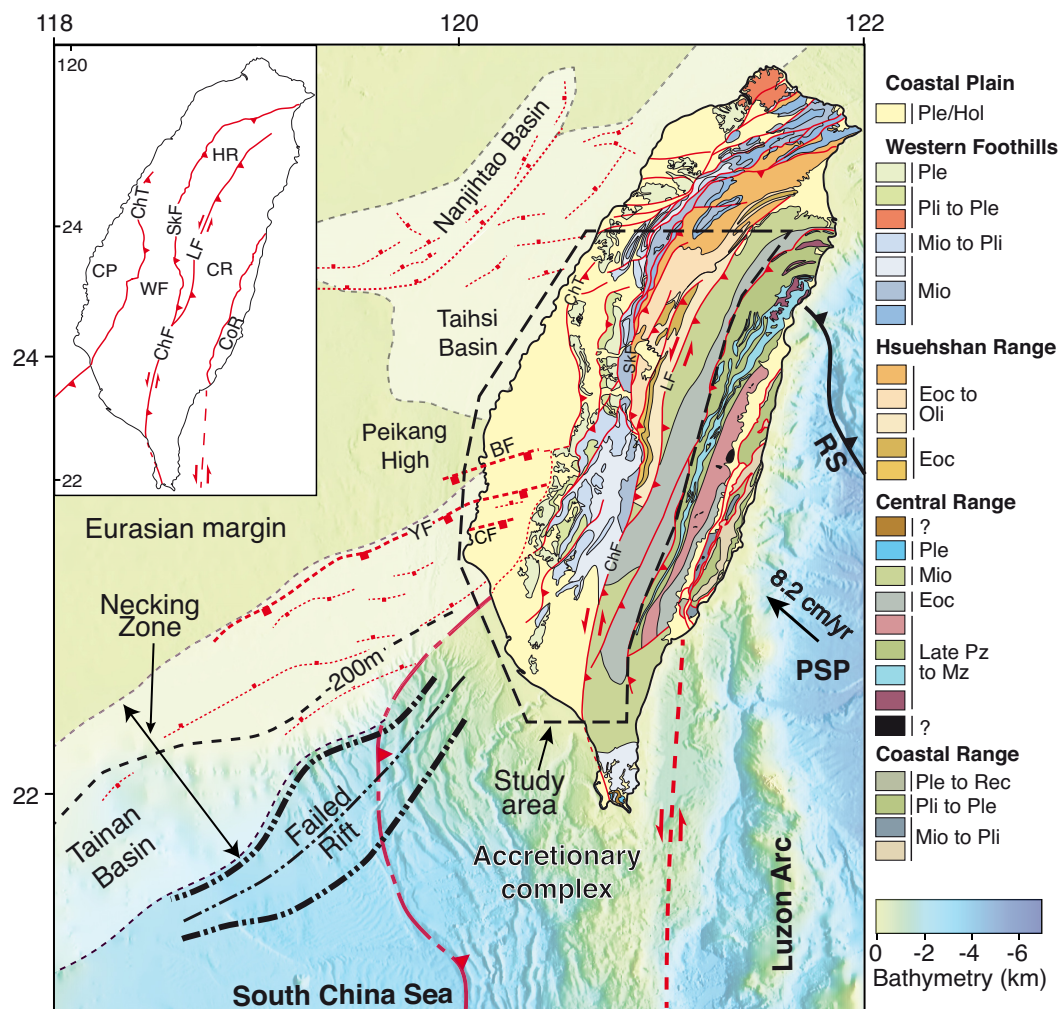 118
120
122
120
24
22
HR
ChT
SkF
LF
CP
WF
CR
ChF
CoR
24
22
Nanjihtao Basin
Taihsi
Basin
Peikang
High
Eurasian margin
Necking
Zone
-200m
Tainan
Basin
Failed
Rift
BF
YF
CF
ChT
SkF
LF
ChF
RS
8.2 cm/yr
PSP
Study
area
Accretionary
complex
Luzon Arc
South China Sea
Coastal Plain
Ple/Hol
Western Foothills
Ple
Pli to Ple
Mio to Pli
Mio
Hsuehshan Range
Eoc to
Oli
Eoc
Central Range
?
Ple
Mio
Eoc
Late Pz
to Mz
?
Coastal Range
Ple to Rec
Pli to Ple
Mio to Pli
0 -2 -4 -6
Bathymetry (km)